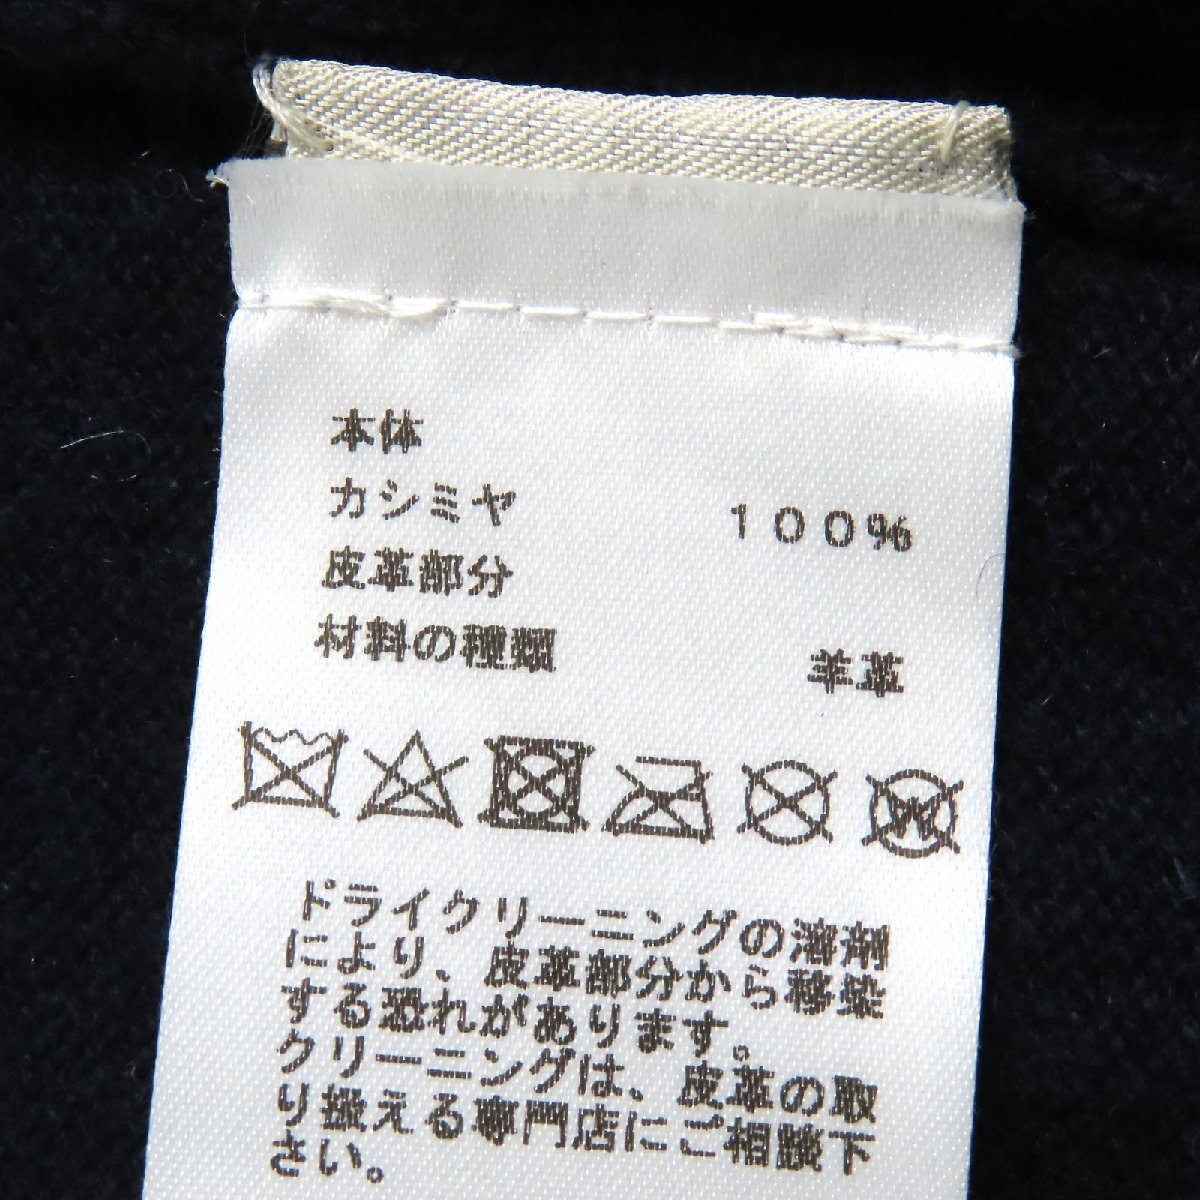 本体
カシミヤ １００％
皮革部分
材料の種類 羊革
W
ドライクリーニングの溶剤
により、皮革部分から移染
する恐れがあります。
クリーニングは、皮革の取
り扱える専門店にご相談下
さい。